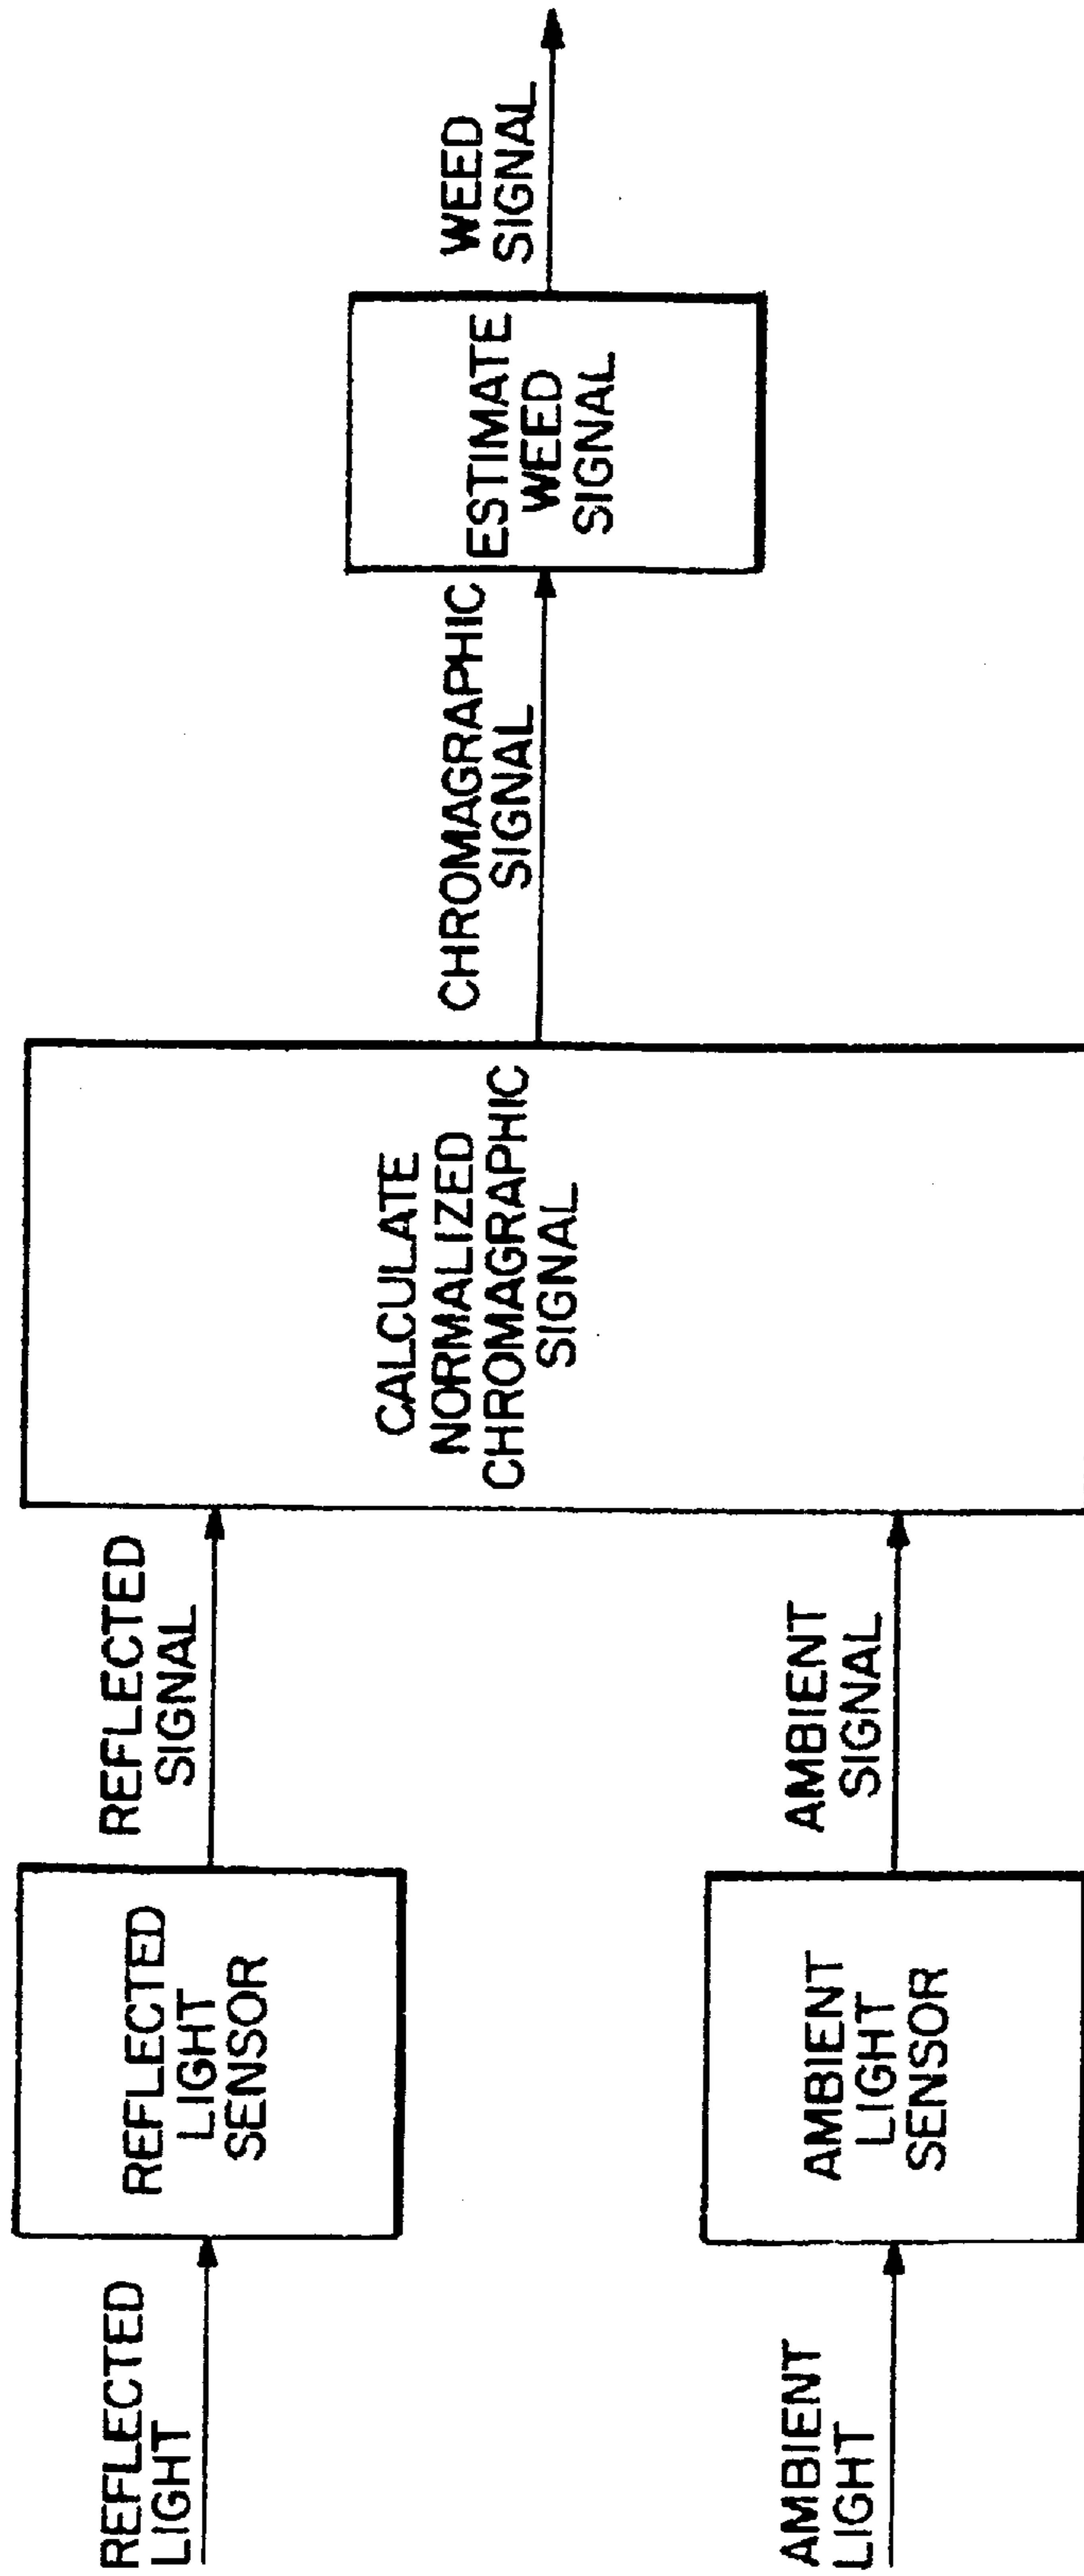 REFLECTED
LIGHT
REFLECTED
LIGHT
SENSOR
REFLECTED
SIGNAL
AMBIENT
LIGHT
AMBIENT
LIGHT
SENSOR
AMBIENT
SIGNAL
CALCULATE
NORMALIZED
CHROMAGRAPHIC
SIGNAL
CHROMAGRAPHIC
SIGNAL
ESTIMATE
WEED
SIGNAL
WEED
SIGNAL